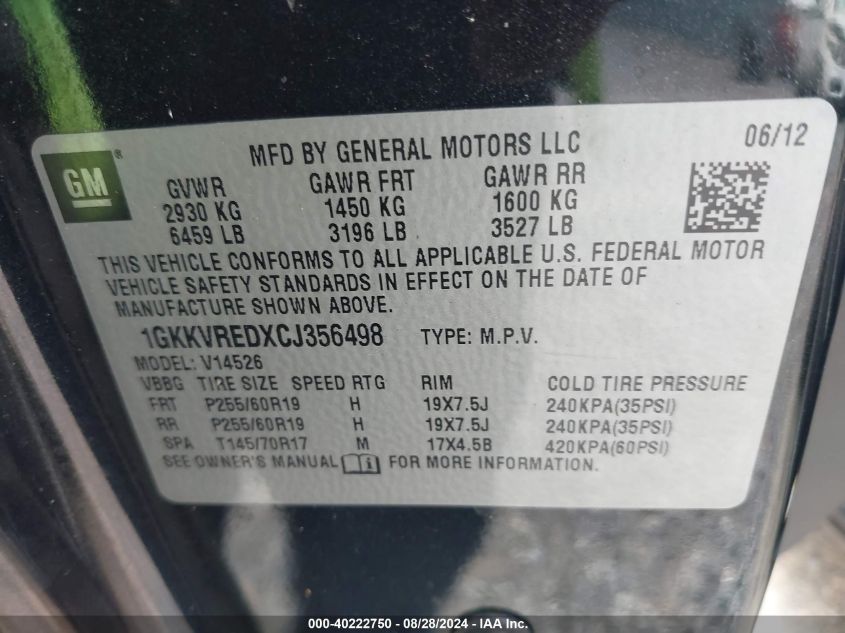 MFD BY GENERAL MOTORS LLC 06/12
GM®
GVWR GAWR FRT GAWR RR
2930 KG 1450 KG 1600 KG
6459 LB 3196 LB 3527 LB
THIS VEHICLE CONFORMS TO ALL APPLICABLE U.S. FEDERAL MOTOR
VEHICLE SAFETY STANDARDS IN EFFECT ON THE DATE OF
MANUFACTURE SHOWN ABOVE.
1GKKVREDXCJ356498 TYPE: M.P.V.
MODEL: V14526
VBBG TIRE SIZE SPEED RTG RIM COLD TIRE PRESSURE
FRT P255/60R19 H 19X7.5J 240KPA(35PSI)
RR P255/60R19 H 19X7.5J 240KPA(35PSI)
SPA T145/70R17 M 17X4.5B 420KPA(60PSI)
SEE OWNER'S MANUAL FOR MORE INFORMATION.
000-40222750 - 08/28/2024 - IAA Inc.